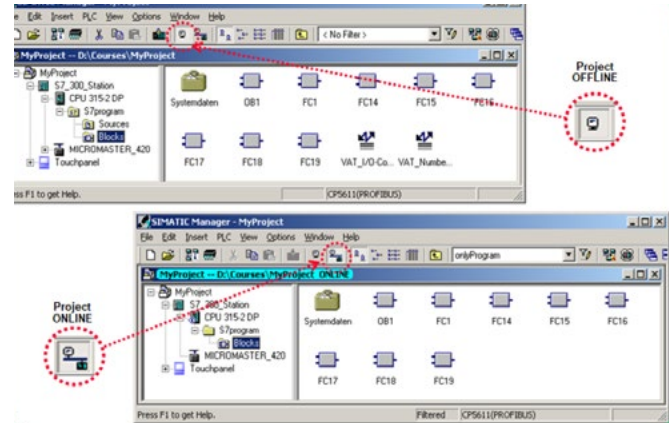 e Edit Insert PLC View Options Window Help
< No Filter >
MyProject -- D:\Courses\MyProject
MyProject
S7_300_Station
CPU 315-2 DP
S7program
Sources
Blocks
MICROMASTER_420
Touchpanel
Systemdaten OB1 FC1 FC14 FC15 FC16
FC17 FC18 FC19 VAT_I/O-Co... VAT_Numbe...
ess F1 to get Help. CP5611(PROFIBUS)
Project
OFFLINE
SIMATIC Manager - MyProject
File Edit Insert PLC View Options Window Help
onlyProgram
MyProject -- D:\Courses\MyProject ONLINE
MyProject
S7_300_Station
CPU 315-2 DP
S7program
Blocks
MICROMASTER_420
Touchpanel
Systemdaten OB1 FC1 FC14 FC15 FC16
FC17 FC18 FC19
Press F1 to get Help. Filtered CP5611(PROFIBUS)
Project
ONLINE